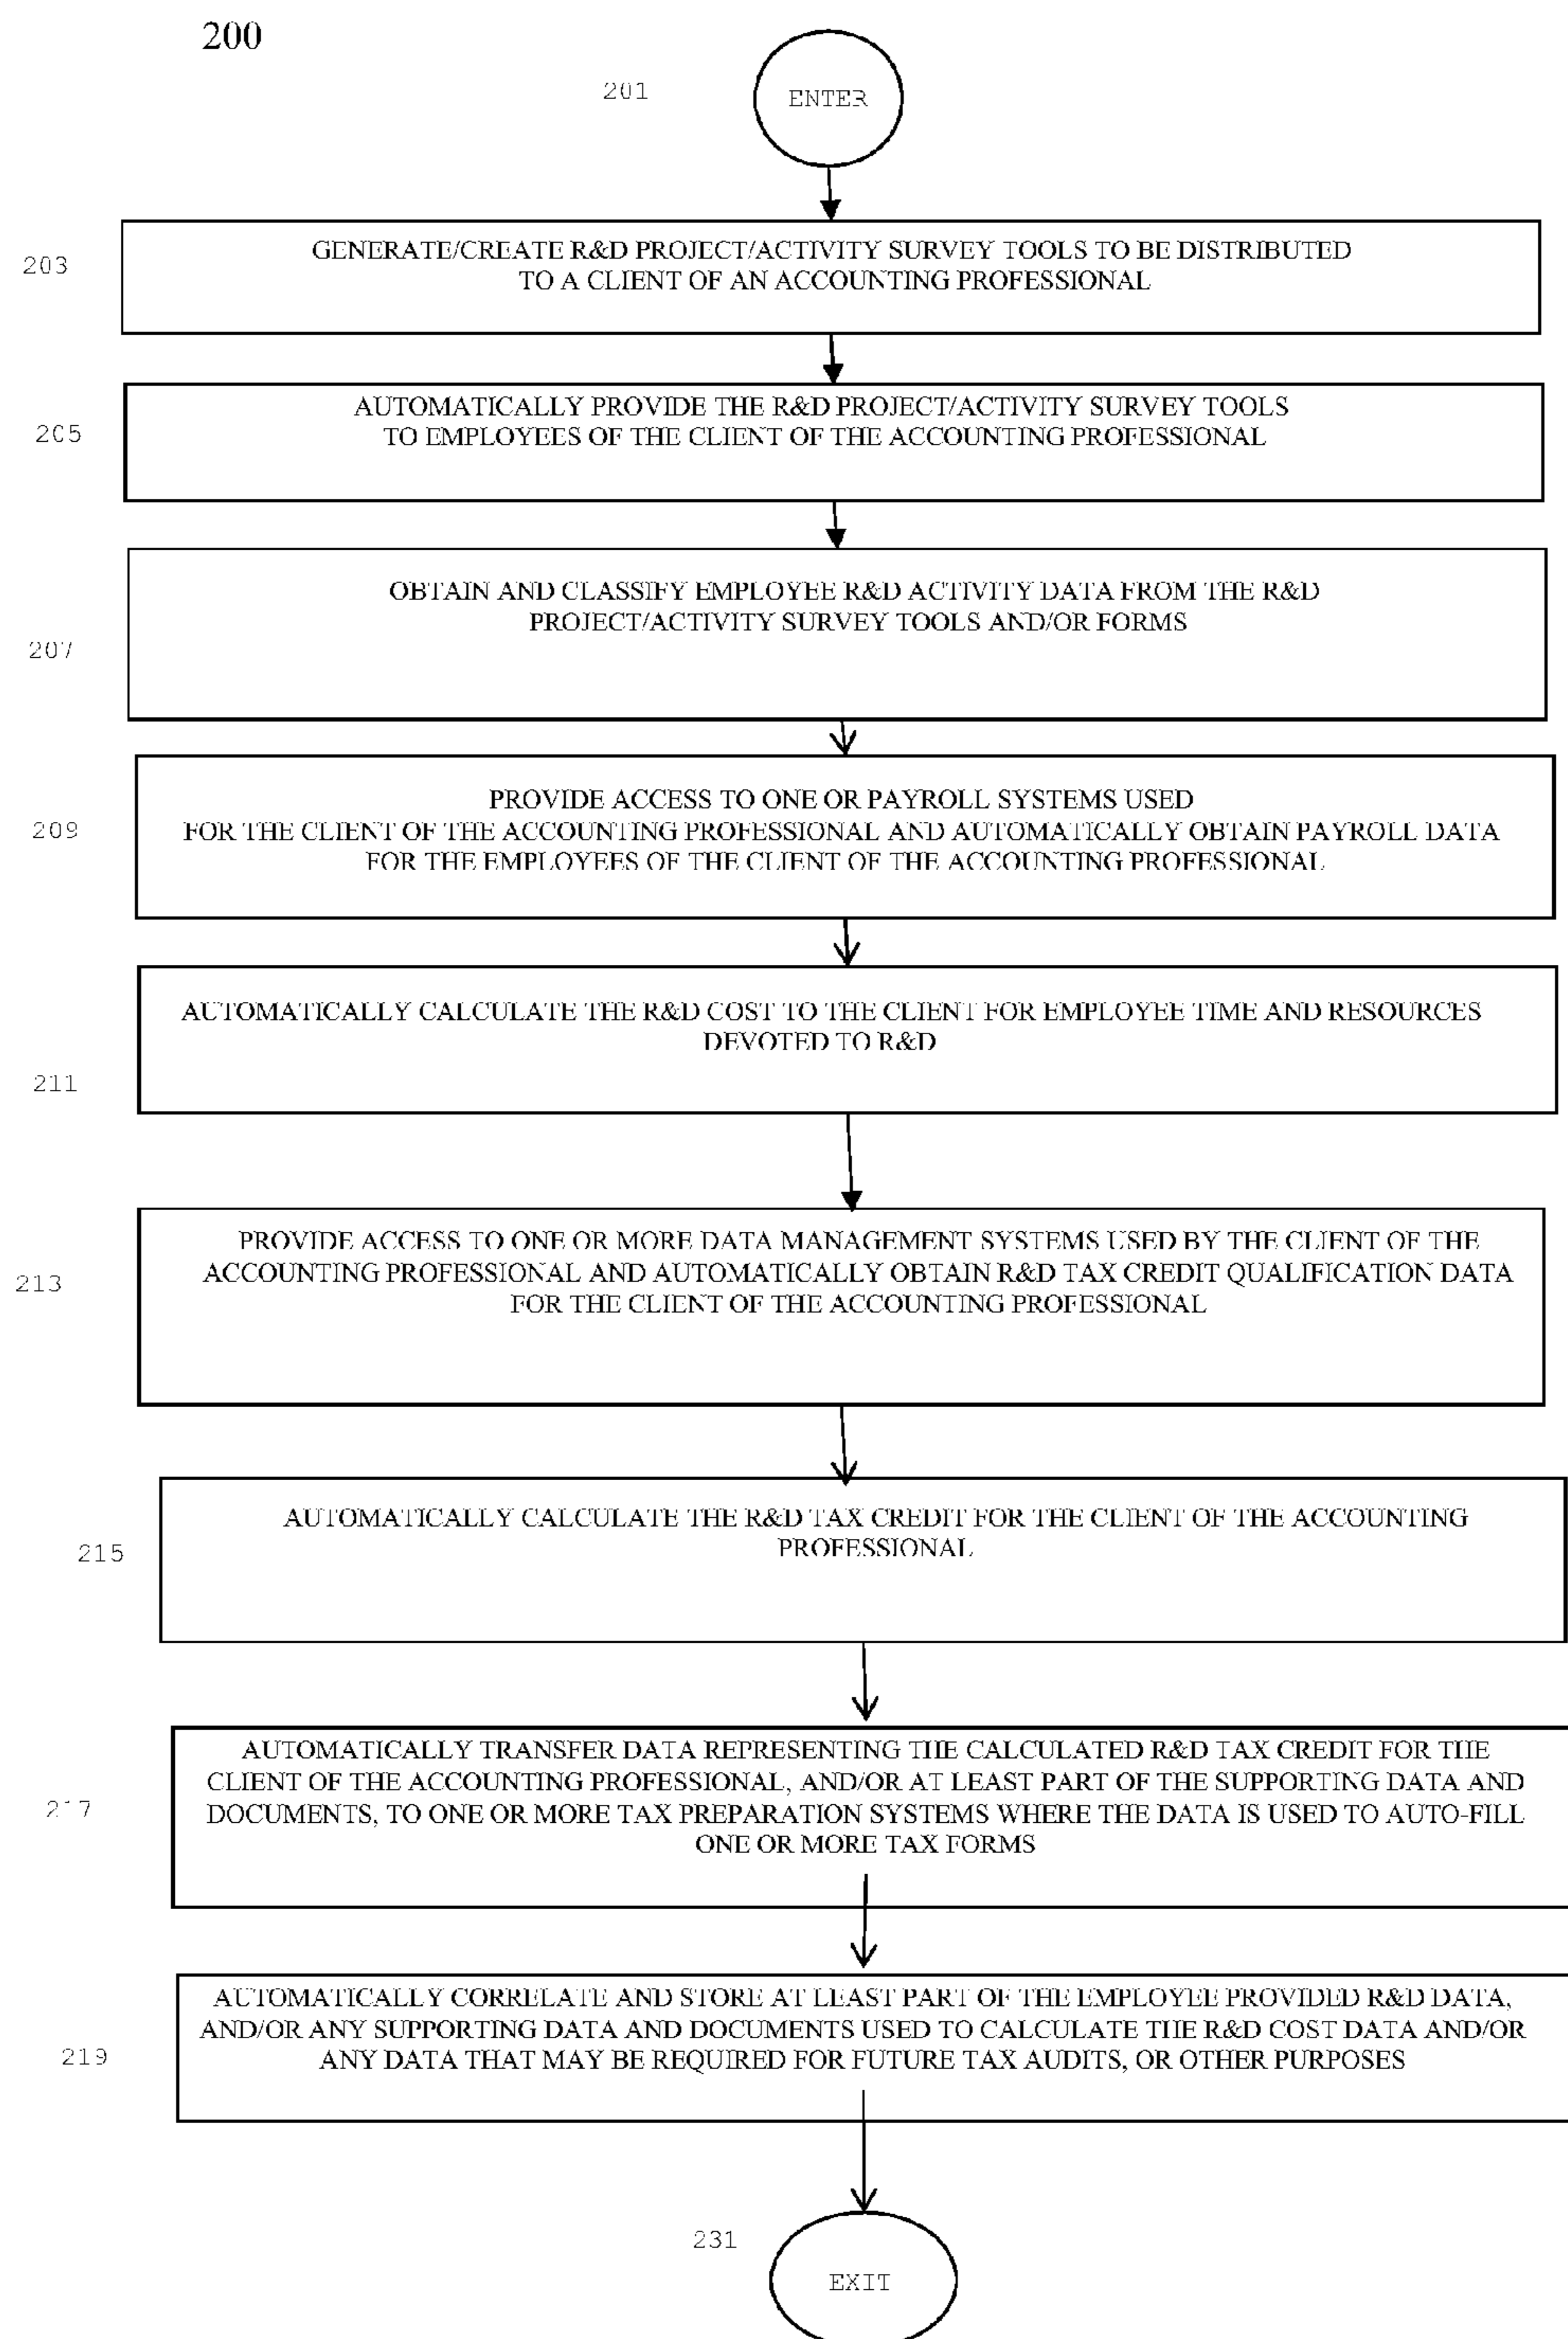 200
201
ENTER
203
GENERATE/CREATE R&D PROJECT/ACTIVITY SURVEY TOOLS TO BE DISTRIBUTED
TO A CLIENT OF AN ACCOUNTING PROFESSIONAL
205
AUTOMATICALLY PROVIDE THE R&D PROJECT/ACTIVITY SURVEY TOOLS
TO EMPLOYEES OF THE CLIENT OF THE ACCOUNTING PROFESSIONAL
207
OBTAIN AND CLASSIFY EMPLOYEE R&D ACTIVITY DATA FROM THE R&D
PROJECT/ACTIVITY SURVEY TOOLS AND/OR FORMS
209
PROVIDE ACCESS TO ONE OR PAYROLL SYSTEMS USED
FOR THE CLIENT OF THE ACCOUNTING PROFESSIONAL AND AUTOMATICALLY OBTAIN PAYROLL DATA
FOR THE EMPLOYEES OF THE CLIENT OF THE ACCOUNTING PROFESSIONAL
211
AUTOMATICALLY CALCULATE THE R&D COST TO THE CLIENT FOR EMPLOYEE TIME AND RESOURCES
DEVOTED TO R&D
213
PROVIDE ACCESS TO ONE OR MORE DATA MANAGEMENT SYSTEMS USED BY THE CLIENT OF THE
ACCOUNTING PROFESSIONAL AND AUTOMATICALLY OBTAIN R&D TAX CREDIT QUALIFICATION DATA
FOR THE CLIENT OF THE ACCOUNTING PROFESSIONAL
215
AUTOMATICALLY CALCULATE THE R&D TAX CREDIT FOR THE CLIENT OF THE ACCOUNTING
PROFESSIONAL
217
AUTOMATICALLY TRANSFER DATA REPRESENTING THE CALCULATED R&D TAX CREDIT FOR THE
CLIENT OF THE ACCOUNTING PROFESSIONAL, AND/OR AT LEAST PART OF THE SUPPORTING DATA AND
DOCUMENTS, TO ONE OR MORE TAX PREPARATION SYSTEMS WHERE THE DATA IS USED TO AUTO-FILL
ONE OR MORE TAX FORMS
219
AUTOMATICALLY CORRELATE AND STORE AT LEAST PART OF THE EMPLOYEE PROVIDED R&D DATA,
AND/OR ANY SUPPORTING DATA AND DOCUMENTS USED TO CALCULATE THE R&D COST DATA AND/OR
ANY DATA THAT MAY BE REQUIRED FOR FUTURE TAX AUDITS, OR OTHER PURPOSES
231
EXIT